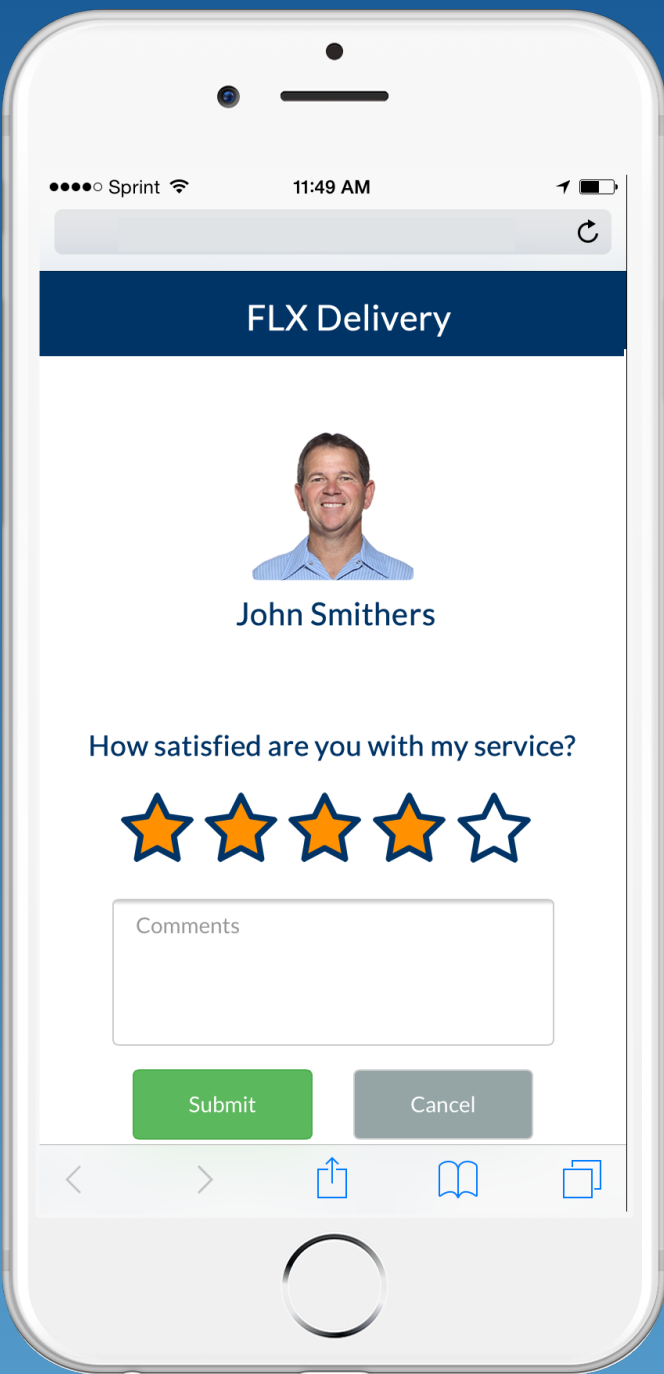 Sprint 11:49 AM
FLX Delivery
John Smithers
How satisfied are you with my service?
Comments
Submit Cancel